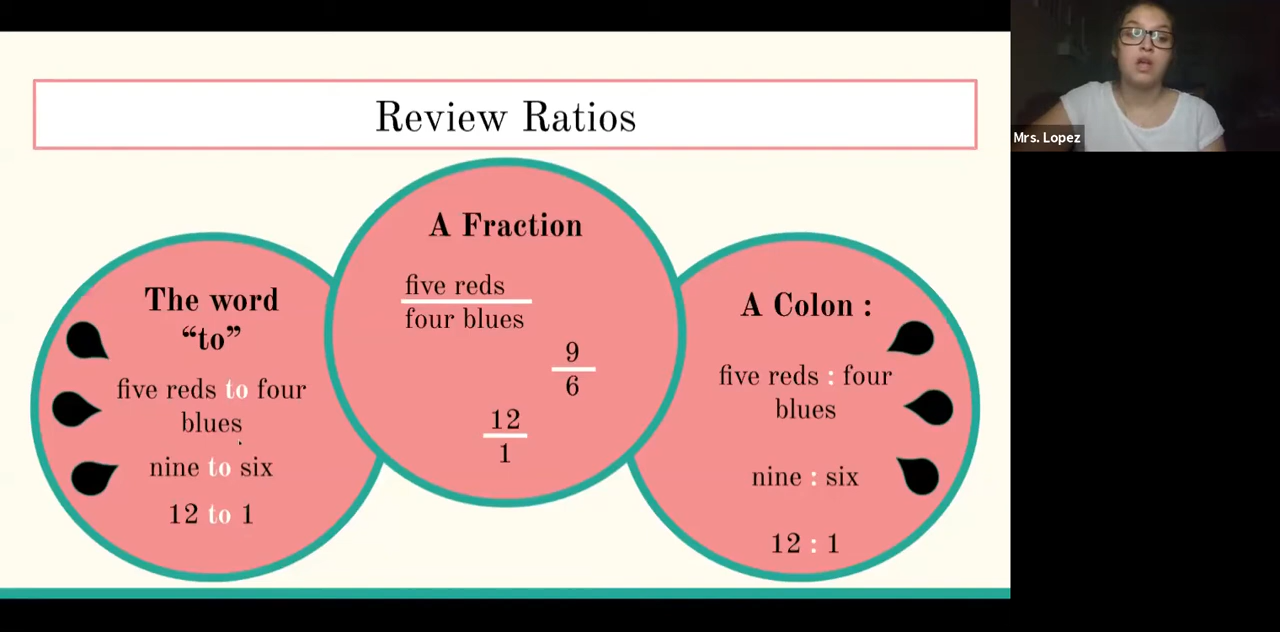 Review Ratios
The word
“to”
five reds to four
blues
nine to six
12 to 1
A Fraction
five reds
four blues
9
6
12
1
A Colon :
five reds : four
blues
nine : six
12 : 1
Mrs. Lopez